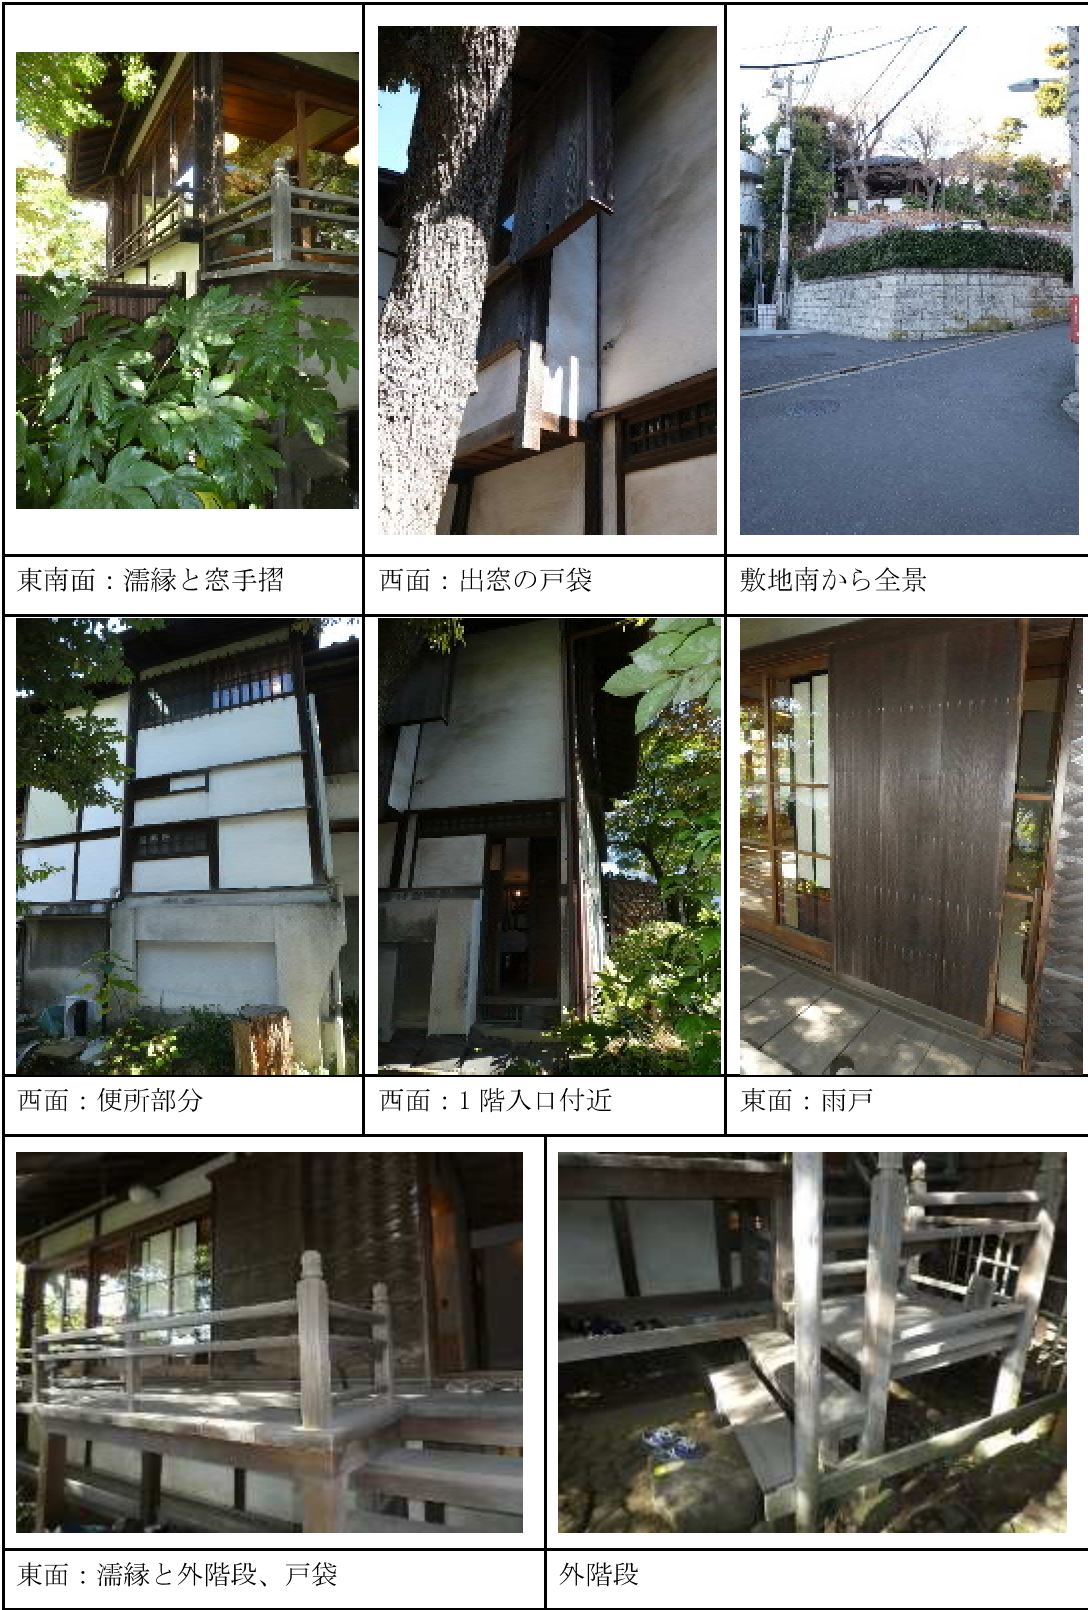 東南面：濡縁と窓手摺
西面：出窓の戸袋
敷地南から全景
西面：便所部分
西面：1 階入口付近
東面：雨戸
東面：濡縁と外階段、戸袋
外階段